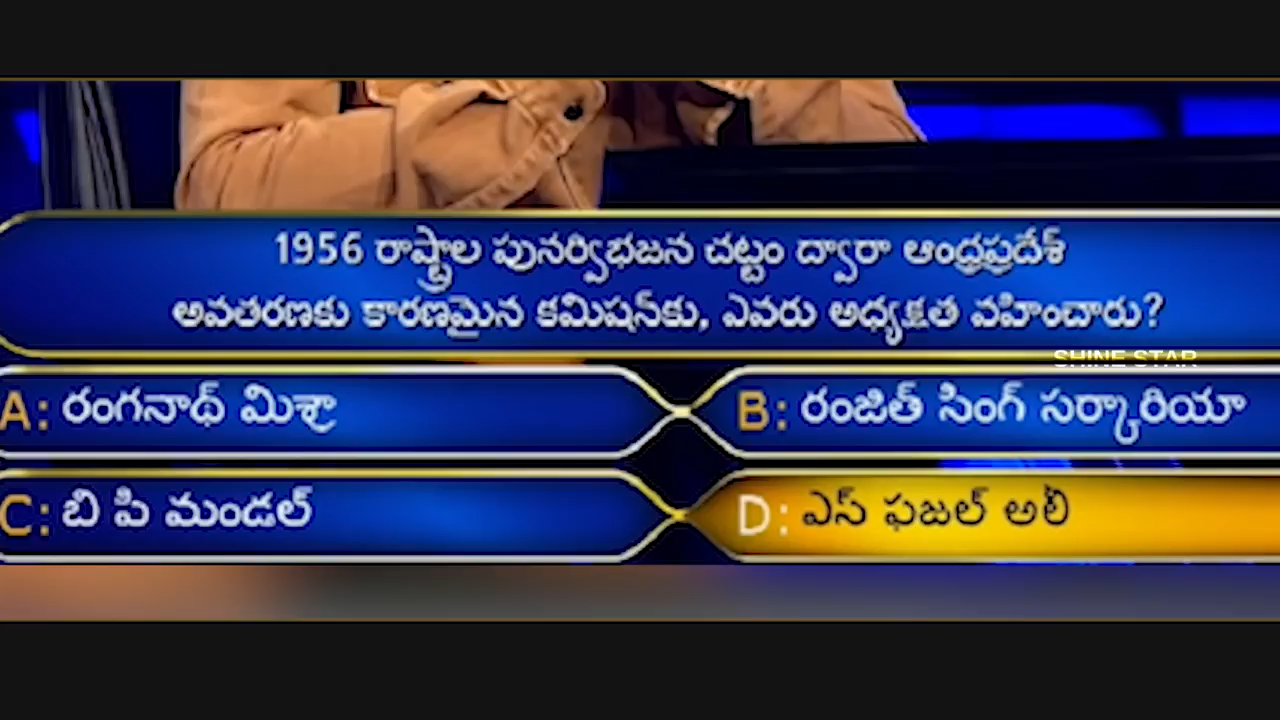 1956 రాష్ట్రాల పునర్విభజన చట్టం ద్వారా ఆంధ్రప్రదేశ్
అవతరణకు కారణమైన కమిషన్‌కు, ఎవరు అధ్యక్షత వహించారు?
SHINE STAR
A: రంగనాథ్ మిశ్రా
B: రంజిత్ సింగ్ సర్కారియా
C: బి పి మండల్
D: ఎస్ ఫజల్ అలీ